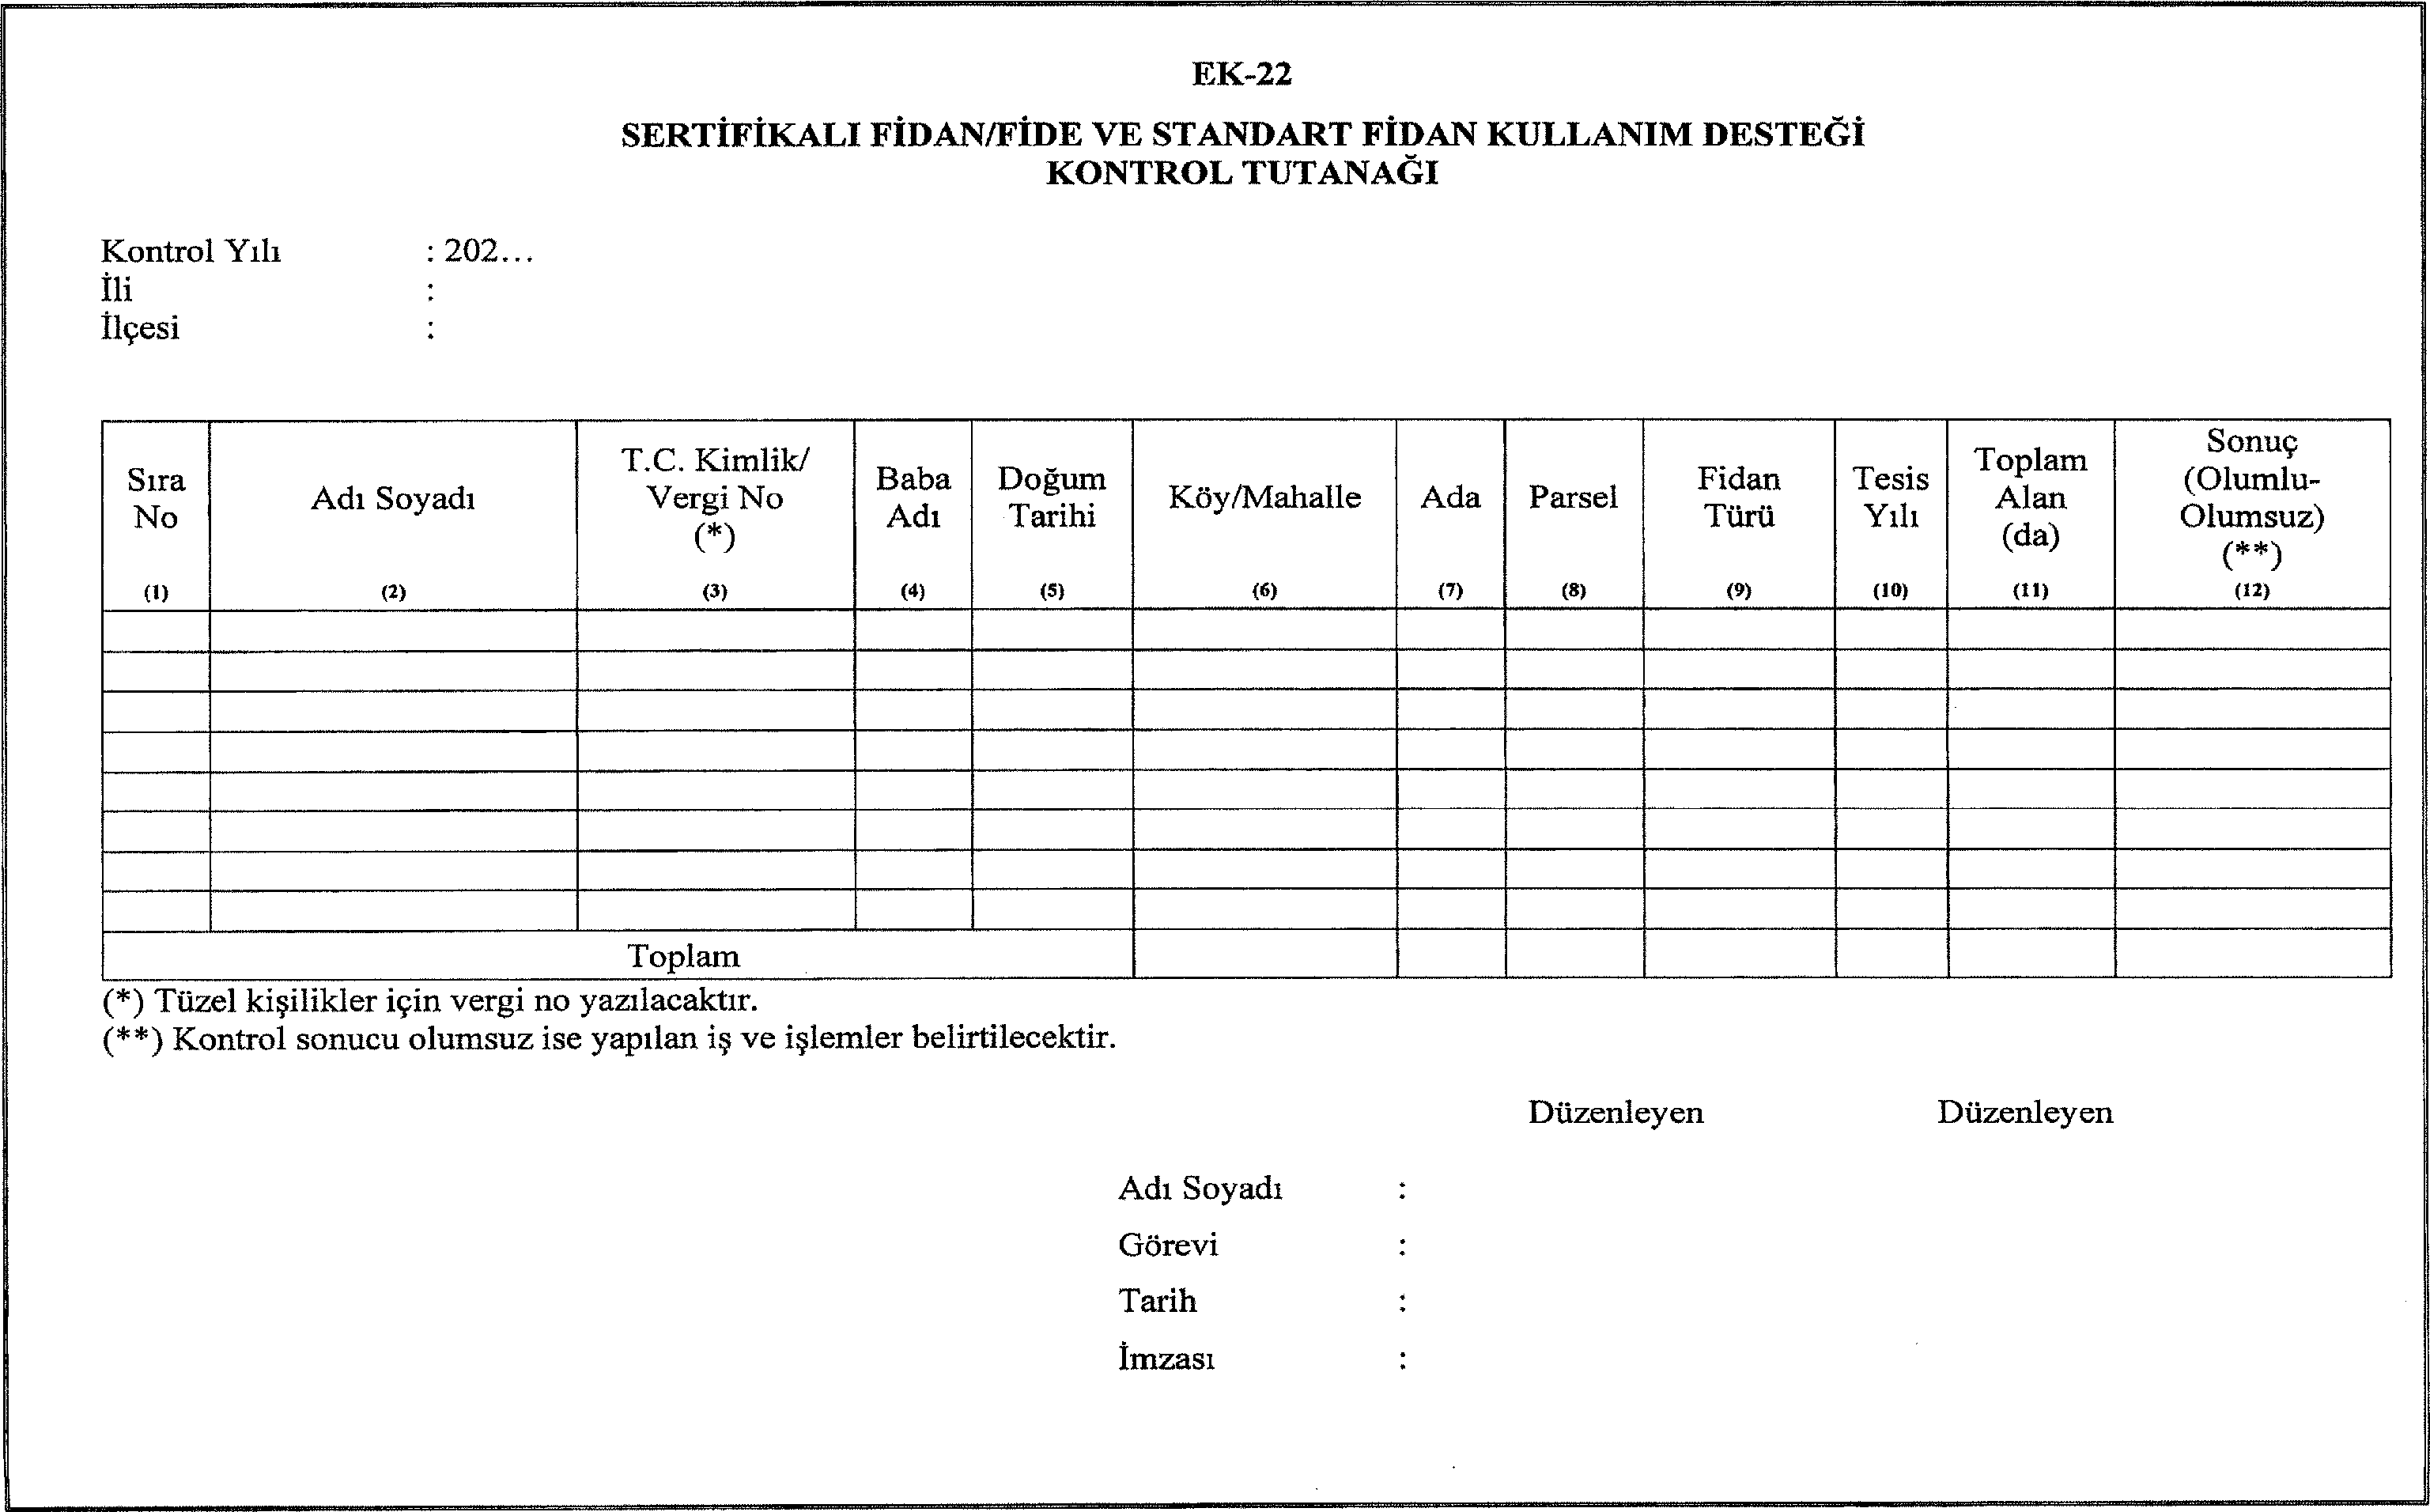 EK-22
SERTİFİKALI FİDAN/FİDE VE STANDART FİDAN KULLANIM DESTEĞİ
KONTROL TUTANAĞI
Kontrol Yılı : 202...
İli :
İlçesi :
Sıra No (1)
Adı Soyadı (2)
T.C. Kimlik/ Vergi No (*) (3)
Baba Adı (4)
Doğum Tarihi (5)
Köy/Mahalle (6)
Ada (7)
Parsel (8)
Fidan Türü (9)
Tesis Yılı (10)
Toplam Alan (da) (11)
Sonuç (Olumlu-Olumsuz) (**) (12)
Toplam
(*) Tüzel kişilikler için vergi no yazılacaktır.
(**) Kontrol sonucu olumsuz ise yapılan iş ve işlemler belirtilecektir.
Düzenleyen Düzenleyen
Adı Soyadı :
Görevi :
Tarih :
İmzası :